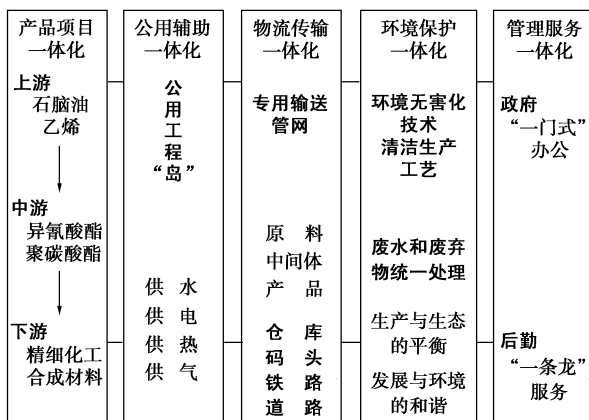 产品项目
一体化
上游
石脑油
乙烯
中游
异氰酸酯
聚碳酸酯
下游
精细化工
合成材料
公用辅助
一体化
公
用
工
程
“岛”
供 水
供 电
供 热
供 气
物流传输
一体化
专用输送
管网
原 料
中间体
产 品
仓 库
码 头
铁 路
道 路
环境保护
一体化
环境无害化
技术
清洁生产
工艺
废水和废弃
物统一处理
生产与生态
的平衡
发展与环境
的和谐
管理服务
一体化
政府
“一门式”
办公
后勤
“一条龙”
服务